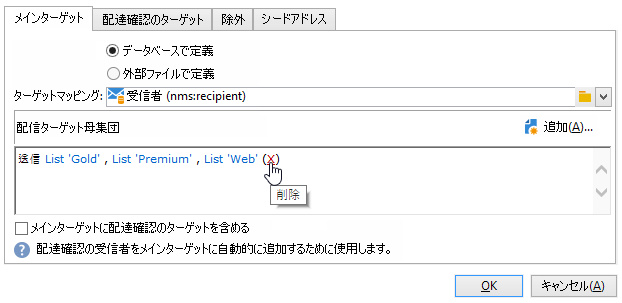 メインターゲット 配達確認のターゲット 除外 シードアドレス
データベースで定義
外部ファイルで定義
ターゲットマッピング: 受信者 (nms:recipient)
配信ターゲット母集団 追加(A)...
送信 List 'Gold' , List 'Premium' , List 'Web' (X)
削除
メインターゲットに配達確認のターゲットを含める
? 配達確認の受信者をメインターゲットに自動的に追加するために使用します。
OK キャンセル(A)